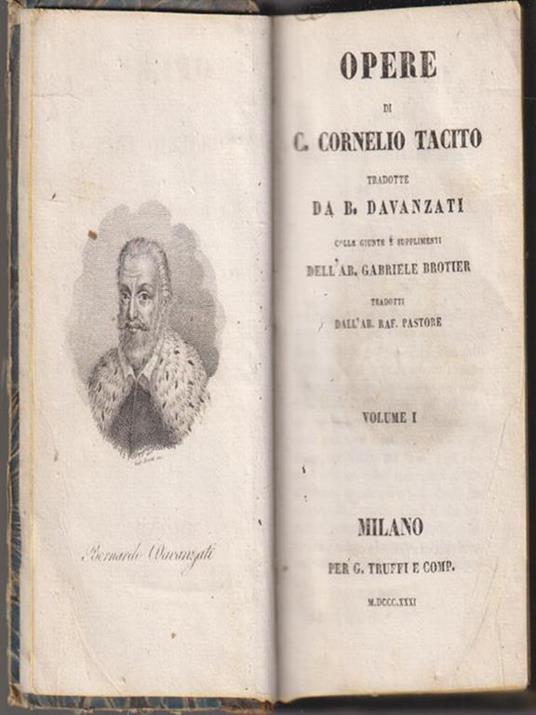 Bernardo Davanzati
OPERE
DI
C. CORNELIO TACITO
TRADOTTE
DA B. DAVANZATI
COLLE GIUNTE E SUPPLIMENTI
DELL'AB. GABRIELE BROTIER
TRADOTTI
DALL'AB. RAF. PASTORE
VOLUME I
MILANO
PER G. TRUFFI E COMP.
M.DCCC.XXXI